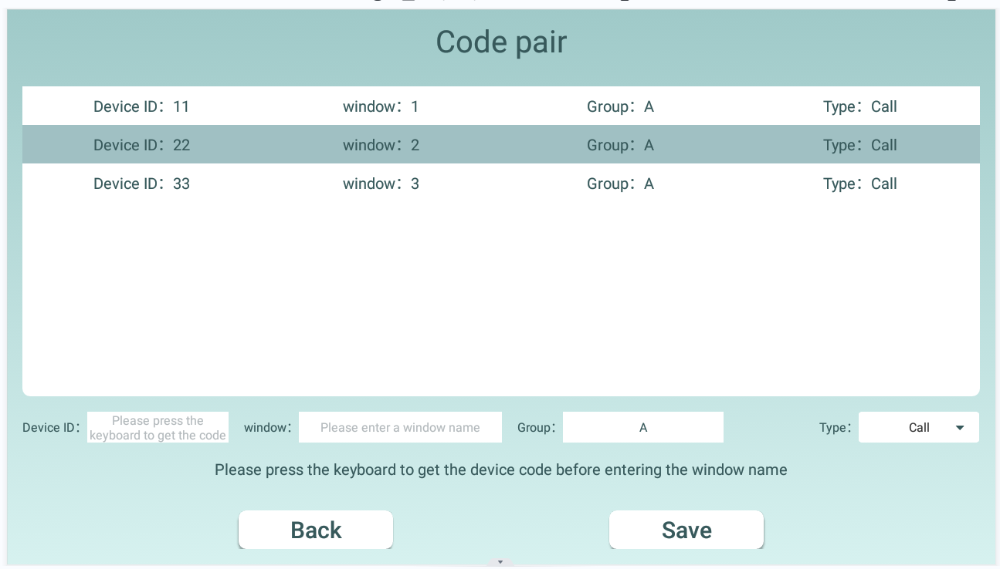 Code pair
Device ID：11 window：1 Group：A Type：Call
Device ID：22 window：2 Group：A Type：Call
Device ID：33 window：3 Group：A Type：Call
Device ID： Please press the keyboard to get the code window： Please enter a window name Group： A Type： Call
Please press the keyboard to get the device code before entering the window name
Back Save